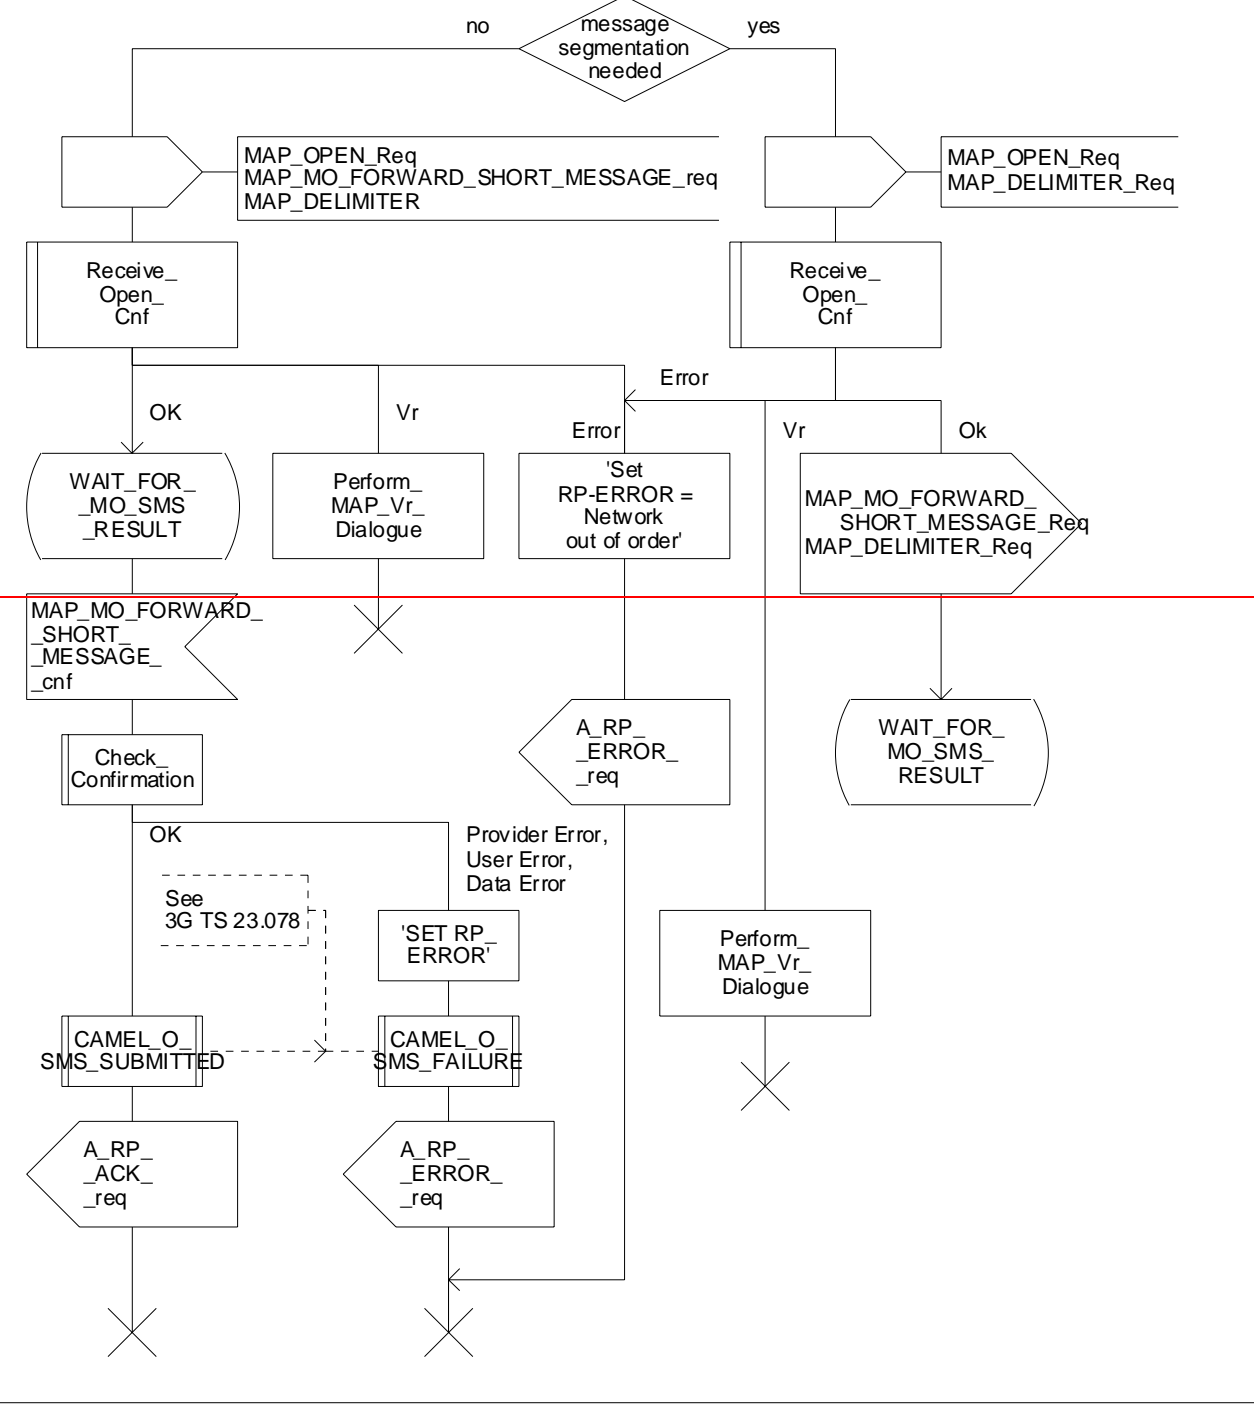 no
message
segmentation
needed
yes
MAP_OPEN_Req
MAP_MO_FORWARD_SHORT_MESSAGE_req
MAP_DELIMITER
MAP_OPEN_Req
MAP_DELIMITER_Req
Receive_
Open_
Cnf
Receive_
Open_
Cnf
Error
OK
Vr
Error
Vr
Ok
WAIT_FOR_
_MO_SMS
_RESULT
Perform_
MAP_Vr_
Dialogue
'Set
RP-ERROR =
Network
out of order'
MAP_MO_FORWARD_
SHORT_MESSAGE_Req
MAP_DELIMITER_Req
MAP_MO_FORWARD_
_SHORT_
_MESSAGE_
_cnf
A_RP_
_ERROR_
_req
WAIT_FOR_
MO_SMS_
RESULT
Check_
Confirmation
OK
Provider Error,
User Error,
Data Error
See
3G TS 23.078
'SET RP_
ERROR'
Perform_
MAP_Vr_
Dialogue
CAMEL_O_
SMS_SUBMITTED
CAMEL_O_
SMS_FAILURE
A_RP_
_ACK_
_req
A_RP_
_ERROR_
_req